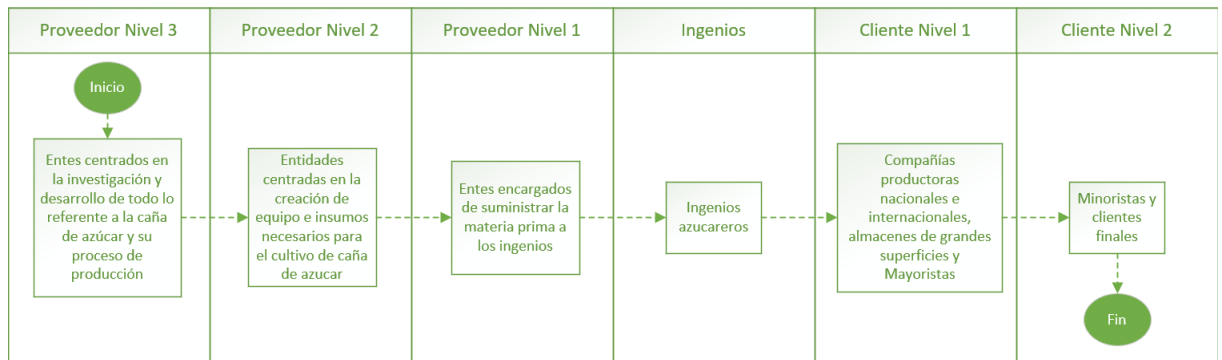 Proveedor Nivel 3
Proveedor Nivel 2
Proveedor Nivel 1
Ingenios
Cliente Nivel 1
Cliente Nivel 2
Inicio
Entes centrados en
la investigación y
desarrollo de todo lo
referente a la caña
de azúcar y su
proceso de
producción
Entidades
centradas en la
creación de
equipo e insumos
necesarios para
el cultivo de caña
de azucar
Entes encargados
de suministrar la
materia prima a
los ingenios
Ingenios
azucareros
Compañías
productoras
nacionales e
internacionales,
almacenes de grandes
superficies y
Mayoristas
Minoristas y
clientes
finales
Fin